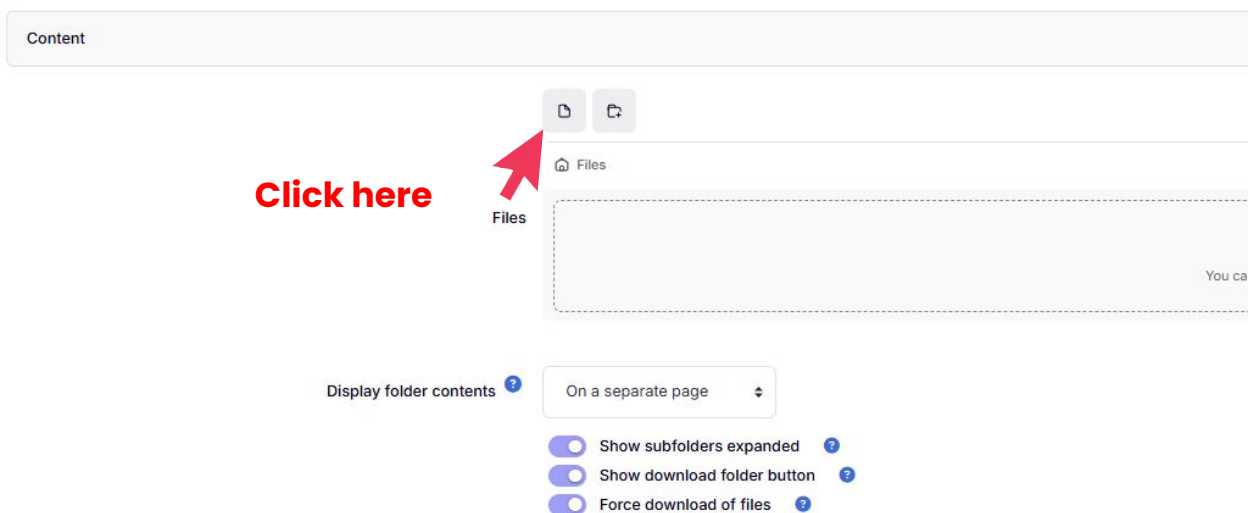 Content
Files
Click here
Files
You ca
Display folder contents ?
On a separate page
Show subfolders expanded ?
Show download folder button ?
Force download of files ?